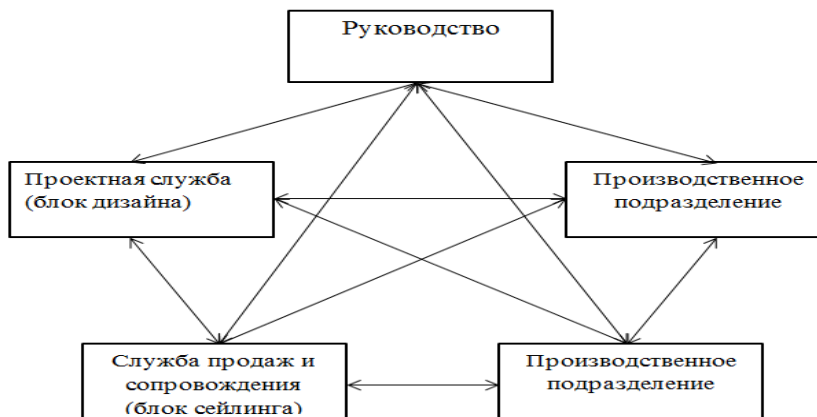 Руководство
Проектная служба
(блок дизайна)
Производственное
подразделение
Служба продаж и
сопровождения
(блок сейлинга)
Производственное
подразделение